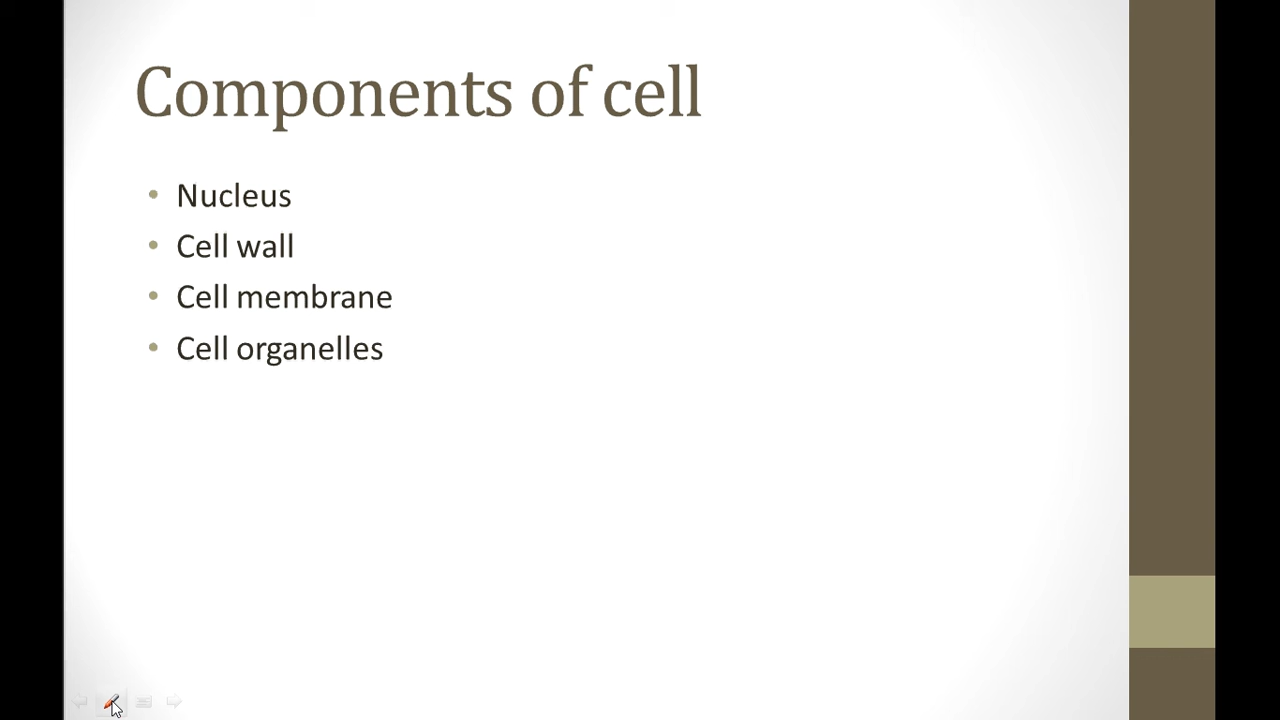 Components of cell
• Nucleus
• Cell wall
• Cell membrane
• Cell organelles